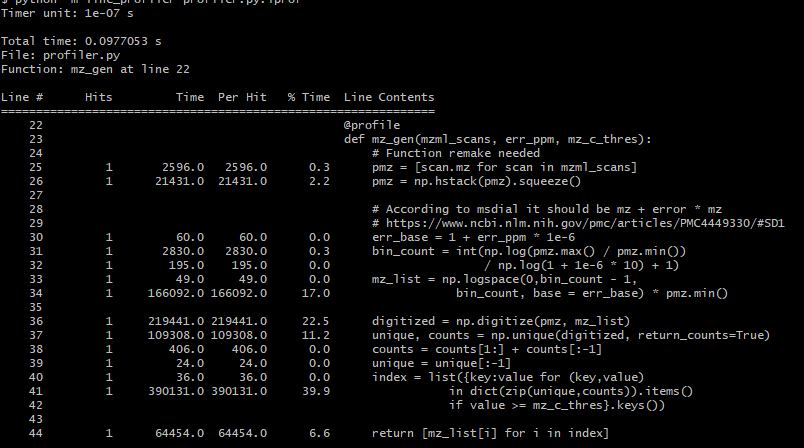 $ python -m line_profiler profiler.py.lprof
Timer unit: 1e-07 s
Total time: 0.0977053 s
File: profiler.py
Function: mz_gen at line 22
Line #      Hits         Time  Per Hit   % Time  Line Contents
==============================================================
    22                                           @profile
    23                                           def mz_gen(mzml_scans, err_ppm, mz_c_thres):
    24                                               # Function remake needed
    25         1       2596.0   2596.0      0.3      pmz = [scan.mz for scan in mzml_scans]
    26         1      21431.0  21431.0      2.2      pmz = np.hstack(pmz).squeeze()
    27
    28                                               # According to msdial it should be mz + error * mz
    29                                               # https://www.ncbi.nlm.nih.gov/pmc/articles/PMC4449330/#SD1
    30         1         60.0     60.0      0.0      err_base = 1 + err_ppm * 1e-6
    31         1       2830.0   2830.0      0.3      bin_count = int(np.log(pmz.max() / pmz.min())
    32         1        195.0    195.0      0.0                      / np.log(1 + 1e-6 * 10) + 1)
    33         1         49.0     49.0      0.0      mz_list = np.logspace(0,bin_count - 1,
    34         1     166092.0 166092.0     17.0                  bin_count, base = err_base) * pmz.min()
    35
    36         1     219441.0 219441.0     22.5      digitized = np.digitize(pmz, mz_list)
    37         1     109308.0 109308.0     11.2      unique, counts = np.unique(digitized, return_counts=True)
    38         1        406.0    406.0      0.0      counts = counts[1:] + counts[:-1]
    39         1         24.0     24.0      0.0      unique = unique[:-1]
    40         1         36.0     36.0      0.0      index = list({key:value for (key,value)
    41         1     390131.0 390131.0     39.9                 in dict(zip(unique,counts)).items()
    42                                                          if value >= mz_c_thres}.keys())
    43
    44         1      64454.0  64454.0      6.6      return [mz_list[i] for i in index]